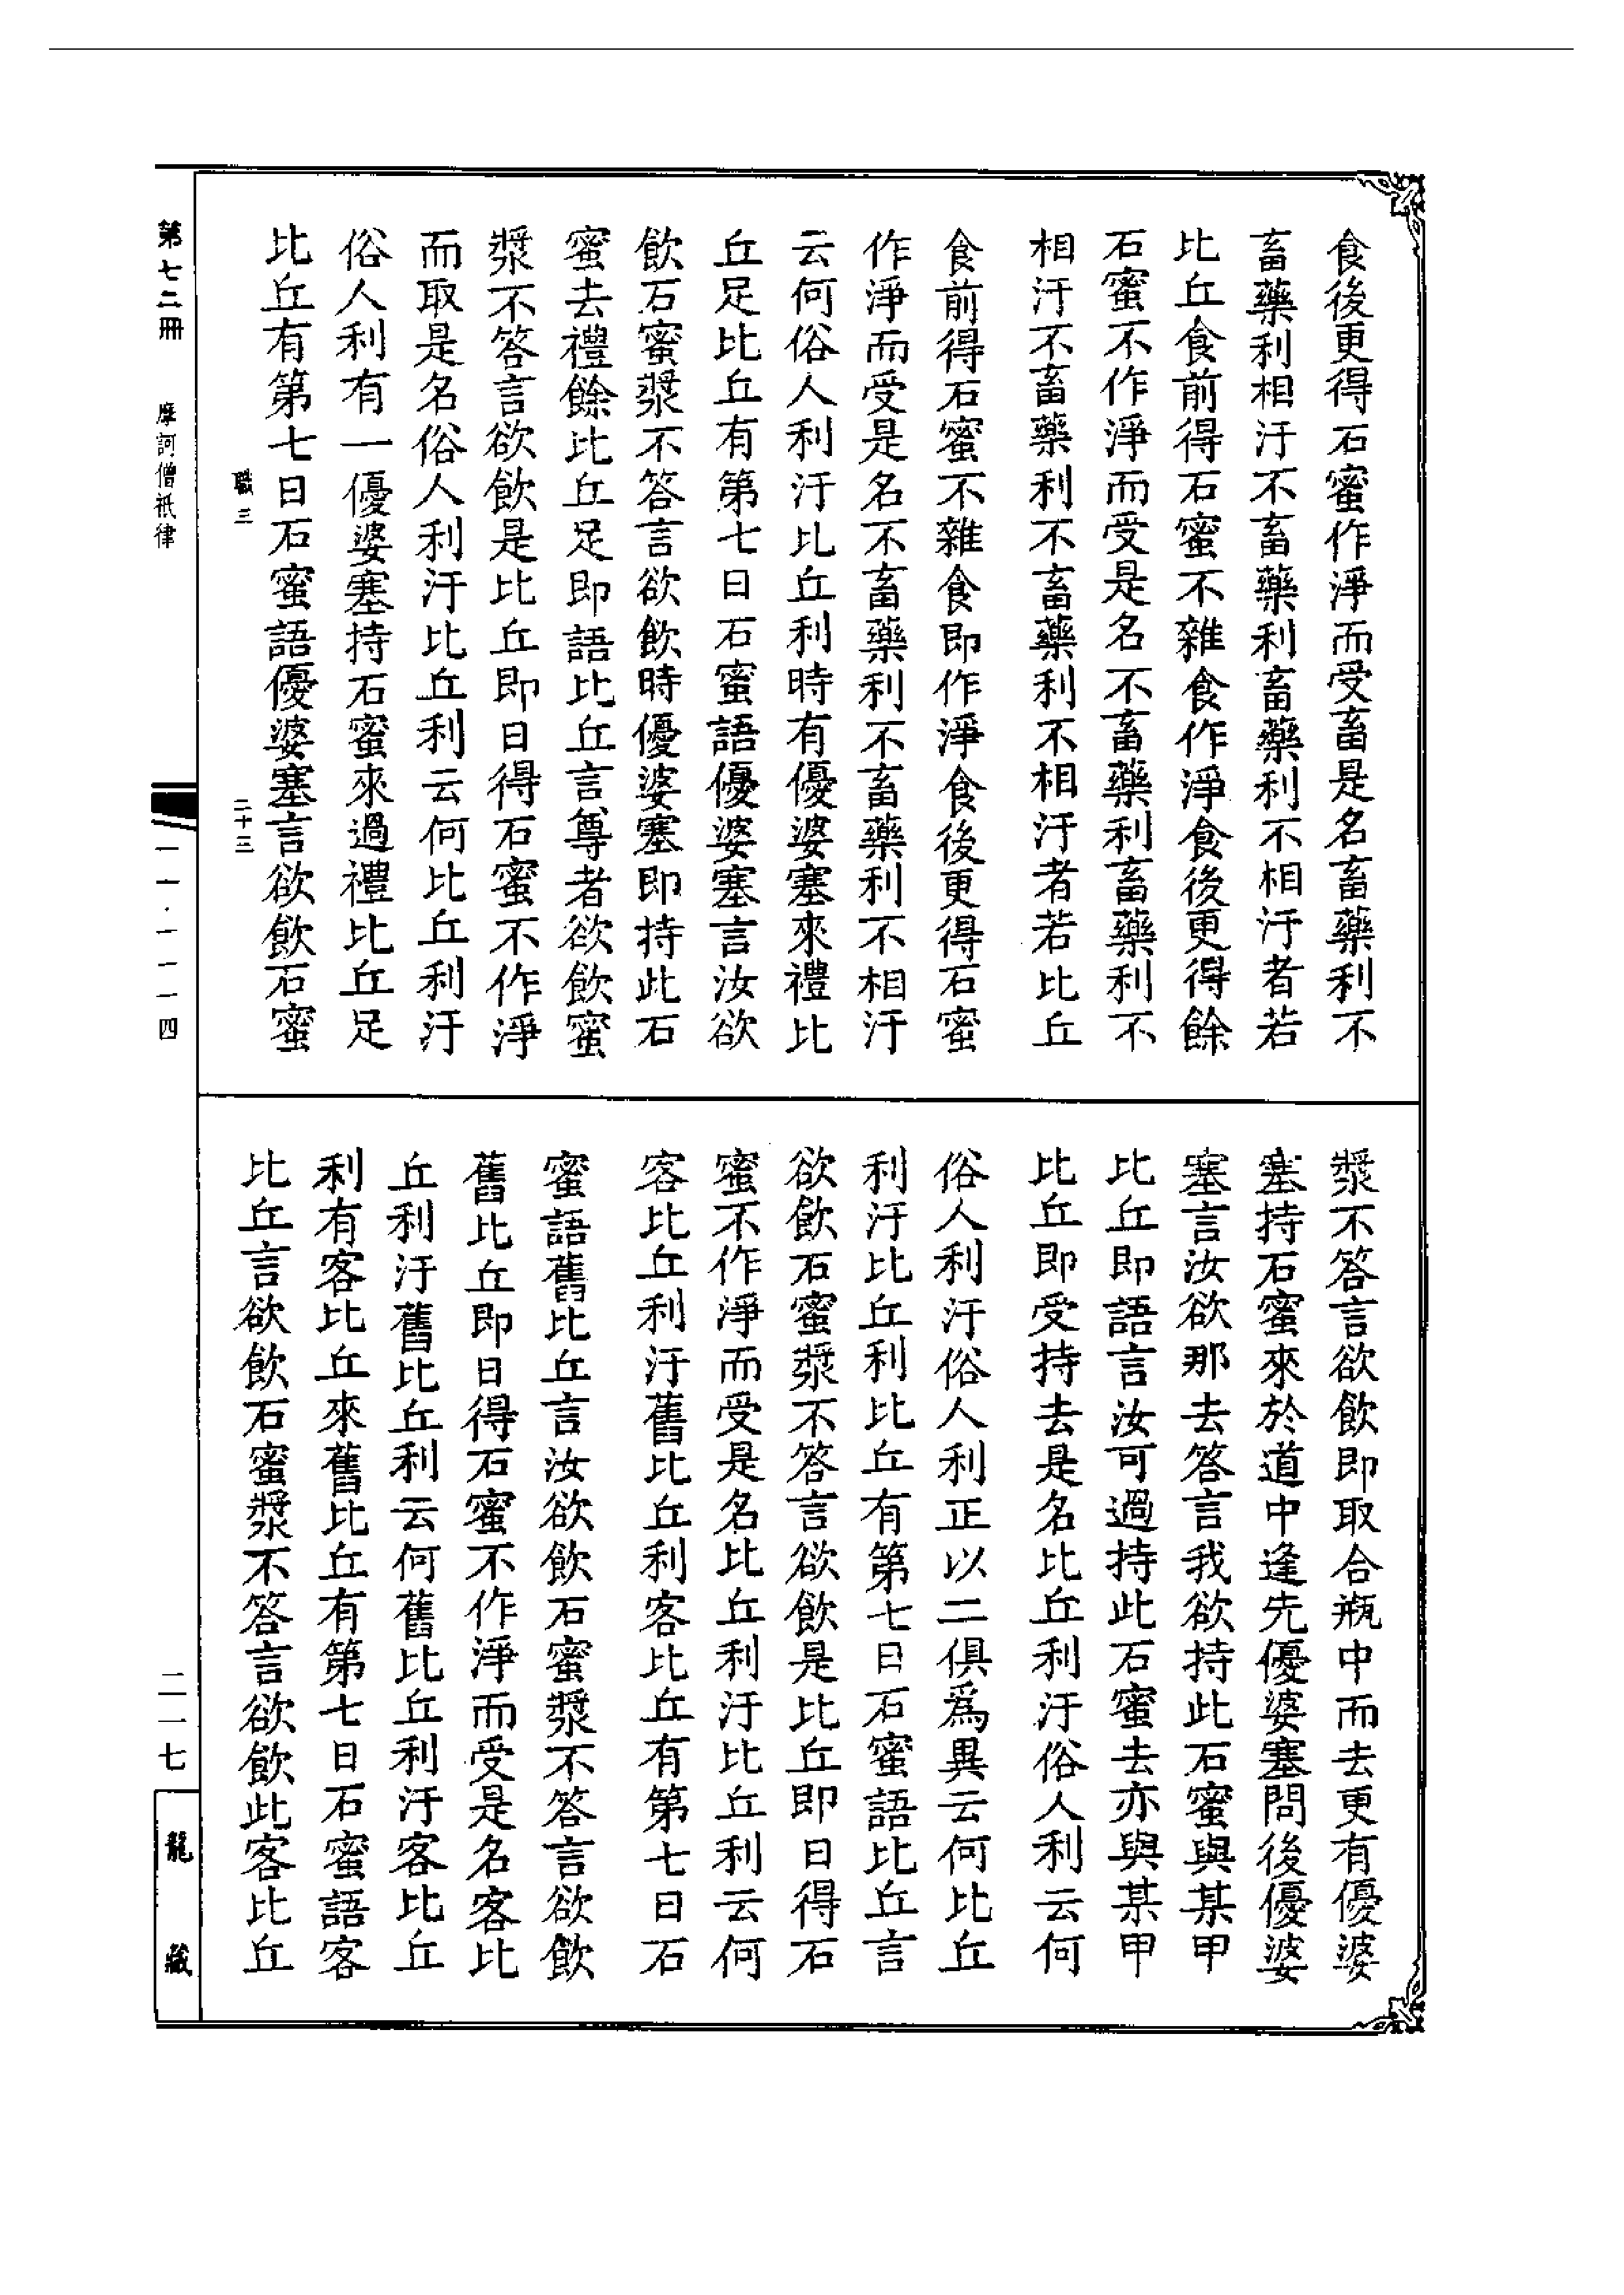 食後更得石蜜作淨而受畜是名畜藥利不
畜藥利相汙不畜藥利畜藥利不相汙者若
比丘食前得石蜜不雜食作淨食後更得餘
石蜜不作淨而受是名不畜藥利畜藥利不
相汙不畜藥利不畜藥利不相汙者若比丘
食前得石蜜不雜食即作淨食後更得石蜜
作淨而受是名不畜藥利不畜藥利不相汙
云何俗人利汙比丘利時有優婆塞來禮比
丘足比丘有第七日石蜜語優婆塞言汝欲
飲石蜜漿不答言欲飲時優婆塞即持此石
蜜去禮餘比丘足即語比丘言尊者欲飲蜜
漿不答言欲飲是比丘即日得石蜜不作淨
而取是名俗人利汙比丘利云何比丘利汙
俗人利有一優婆塞持石蜜來過禮比丘足
比丘有第七日石蜜語優婆塞言欲飲石蜜
職三
二十三
漿不答言欲飲即取合瓶中而去更有優婆
塞持石蜜來於道中逢先優婆塞問後優婆
塞言汝欲那去答言我欲持此石蜜與某甲
比丘即語言汝可過持此石蜜去亦與某甲
比丘即受持去是名比丘利汙俗人利云何
俗人利汙俗人利正以二俱爲異云何比丘
利汙比丘利比丘有第七日石蜜語比丘言
欲飲石蜜漿不答言欲飲是比丘即日得石
蜜不作淨而受是名比丘利汙比丘利云何
客比丘利汙舊比丘利客比丘有第七日石
蜜語舊比丘言汝欲飲石蜜漿不答言欲飲
舊比丘即日得石蜜不作淨而受是名客比
丘利汙舊比丘利云何舊比丘利汙客比丘
利有客比丘來舊比丘有第七日石蜜語客
比丘言欲飲石蜜漿不答言欲飲此客比丘
第七二冊
摩訶僧祇律
二一七
龍藏